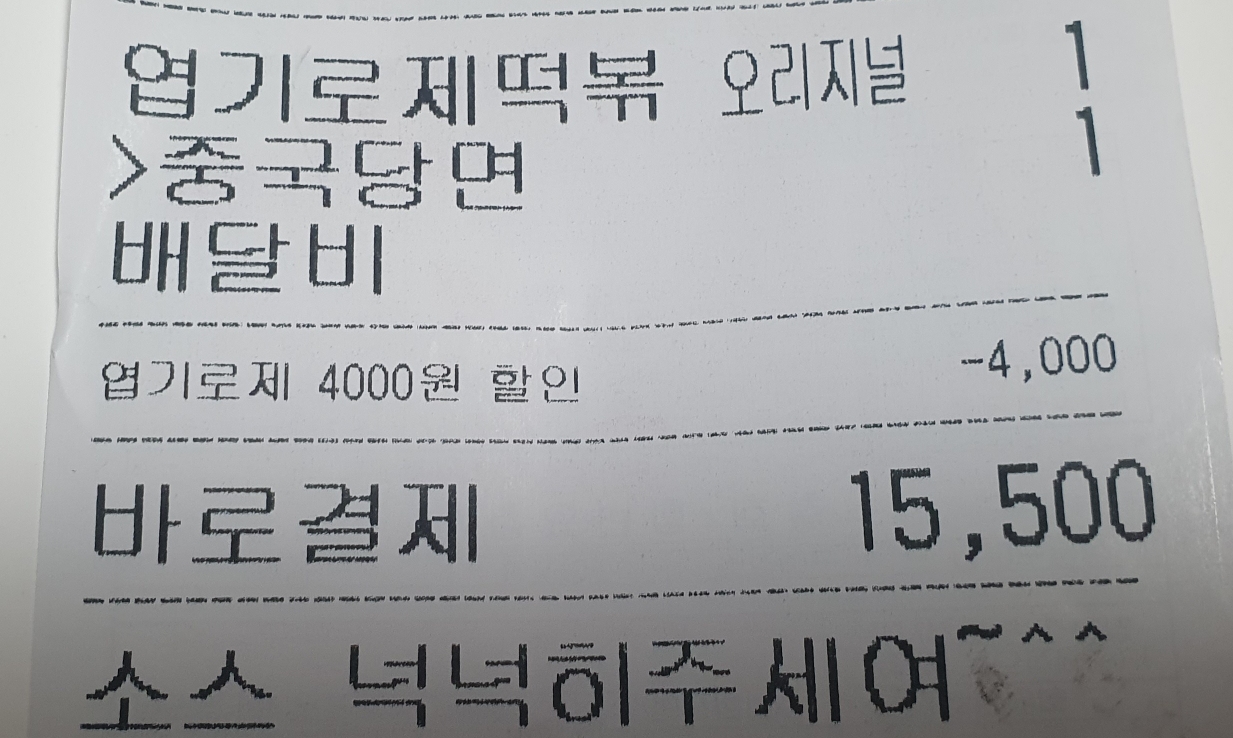 엽기로제떡볶 오리지널 1
>중국당면 1
배달비
엽기로제 4000원 할인 -4,000
바로결제 15,500
소스 넉넉히주세여~^^